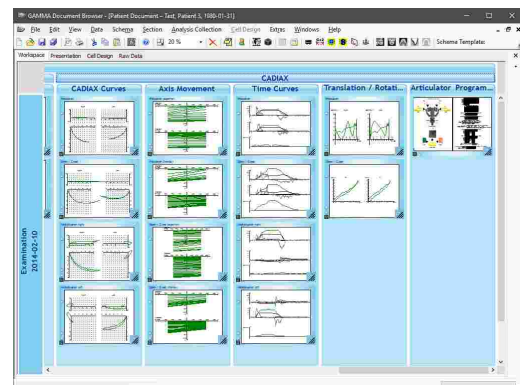 GAMMA Document Browser - [Patient Document - Test, Patient S, 1980-01-31]
File Edit View Data Schema Section Analysis Collection Cell Design Extras Windows Help
20 % Schema Template:
Workspace Presentation Cell Design Raw Data
CADIAX
CADIAX Curves Axis Movement Time Curves Translation / Rotati... Articulator Program...
Examination
2014-02-10